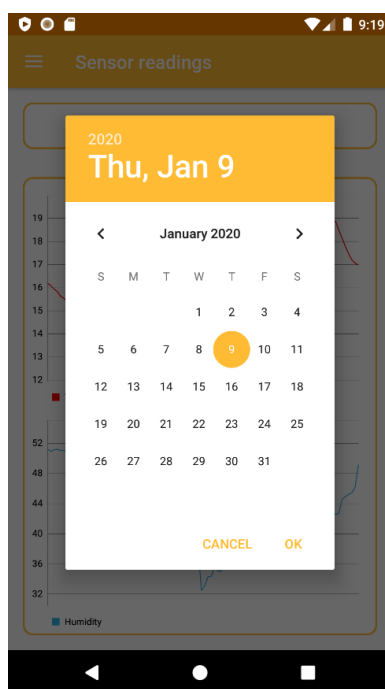 9:19
Sensor readings
2020
Thu, Jan 9
January 2020
S M T W T F S
1 2 3 4
5 6 7 8 9 10 11
12 13 14 15 16 17 18
19 20 21 22 23 24 25
26 27 28 29 30 31
CANCEL OK
19
18
17
16
15
14
13
12
52
48
44
40
36
32
Humidity